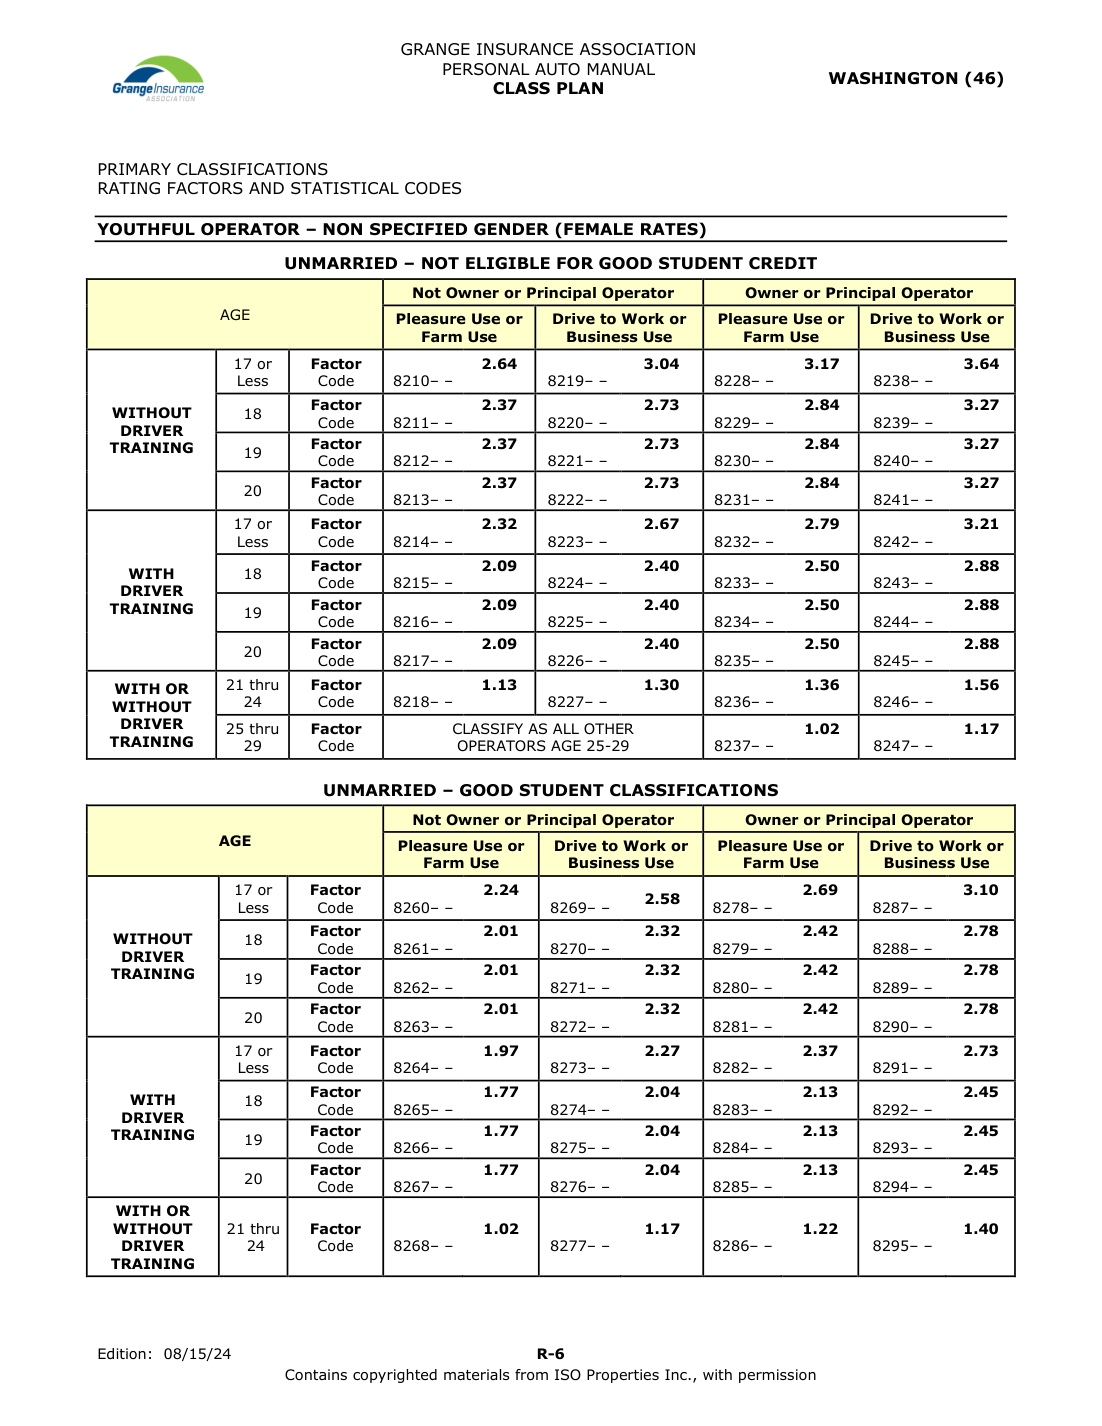 GRANGE INSURANCE ASSOCIATION
PERSONAL AUTO MANUAL
CLASS PLAN
WASHINGTON (46)
GrangeInsurance
ASSOCIATION
PRIMARY CLASSIFICATIONS
RATING FACTORS AND STATISTICAL CODES
YOUTHFUL OPERATOR – NON SPECIFIED GENDER (FEMALE RATES)
UNMARRIED – NOT ELIGIBLE FOR GOOD STUDENT CREDIT
AGE
Not Owner or Principal Operator Owner or Principal Operator
Pleasure Use or Drive to Work or Pleasure Use or Drive to Work or
Farm Use Business Use Farm Use Business Use
WITHOUT
DRIVER
TRAINING
17 or Factor 2.64 3.04 3.17 3.64
Less Code 8210– – 8219– – 8228– – 8238– –
18 Factor 2.37 2.73 2.84 3.27
Code 8211– – 8220– – 8229– – 8239– –
19 Factor 2.37 2.73 2.84 3.27
Code 8212– – 8221– – 8230– – 8240– –
20 Factor 2.37 2.73 2.84 3.27
Code 8213– – 8222– – 8231– – 8241– –
WITH
DRIVER
TRAINING
17 or Factor 2.32 2.67 2.79 3.21
Less Code 8214– – 8223– – 8232– – 8242– –
18 Factor 2.09 2.40 2.50 2.88
Code 8215– – 8224– – 8233– – 8243– –
19 Factor 2.09 2.40 2.50 2.88
Code 8216– – 8225– – 8234– – 8244– –
20 Factor 2.09 2.40 2.50 2.88
Code 8217– – 8226– – 8235– – 8245– –
WITH OR
WITHOUT
DRIVER
TRAINING
21 thru Factor 1.13 1.30 1.36 1.56
24 Code 8218– – 8227– – 8236– – 8246– –
25 thru Factor CLASSIFY AS ALL OTHER 1.02 1.17
29 Code OPERATORS AGE 25-29 8237– – 8247– –
UNMARRIED – GOOD STUDENT CLASSIFICATIONS
AGE
Not Owner or Principal Operator Owner or Principal Operator
Pleasure Use or Drive to Work or Pleasure Use or Drive to Work or
Farm Use Business Use Farm Use Business Use
WITHOUT
DRIVER
TRAINING
17 or Factor 2.24 2.58 2.69 3.10
Less Code 8260– – 8269– – 8278– – 8287– –
18 Factor 2.01 2.32 2.42 2.78
Code 8261– – 8270– – 8279– – 8288– –
19 Factor 2.01 2.32 2.42 2.78
Code 8262– – 8271– – 8280– – 8289– –
20 Factor 2.01 2.32 2.42 2.78
Code 8263– – 8272– – 8281– – 8290– –
WITH
DRIVER
TRAINING
17 or Factor 1.97 2.27 2.37 2.73
Less Code 8264– – 8273– – 8282– – 8291– –
18 Factor 1.77 2.04 2.13 2.45
Code 8265– – 8274– – 8283– – 8292– –
19 Factor 1.77 2.04 2.13 2.45
Code 8266– – 8275– – 8284– – 8293– –
20 Factor 1.77 2.04 2.13 2.45
Code 8267– – 8276– – 8285– – 8294– –
WITH OR
WITHOUT
DRIVER
TRAINING
21 thru Factor 1.02 1.17 1.22 1.40
24 Code 8268– – 8277– – 8286– – 8295– –
Edition: 08/15/24
R-6
Contains copyrighted materials from ISO Properties Inc., with permission